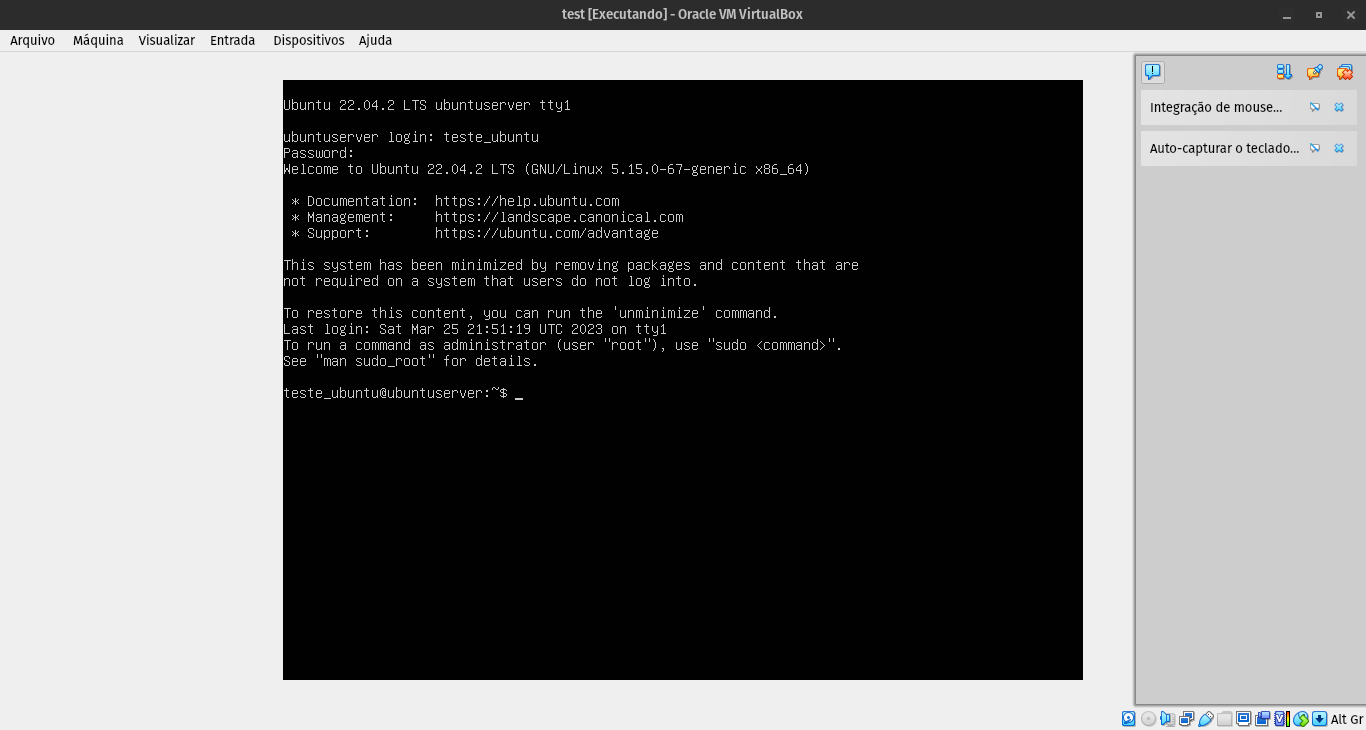 test [Executando] - Oracle VM VirtualBox
Arquivo Máquina Visualizar Entrada Dispositivos Ajuda
Ubuntu 22.04.2 LTS ubuntuserver tty1
ubuntuserver login: teste_ubuntu
Password:
Welcome to Ubuntu 22.04.2 LTS (GNU/Linux 5.15.0-67-generic x86_64)
* Documentation: https://help.ubuntu.com
* Management: https://landscape.canonical.com
* Support: https://ubuntu.com/advantage
This system has been minimized by removing packages and content that are
not required on a system that users do not log into.
To restore this content, you can run the 'unminimize' command.
Last login: Sat Mar 25 21:51:19 UTC 2023 on tty1
To run a command as administrator (user "root"), use "sudo <command>".
See "man sudo_root" for details.
teste_ubuntu@ubuntuserver:~$ _
Integração de mouse...
Auto-capturar o teclado...
Alt Gr